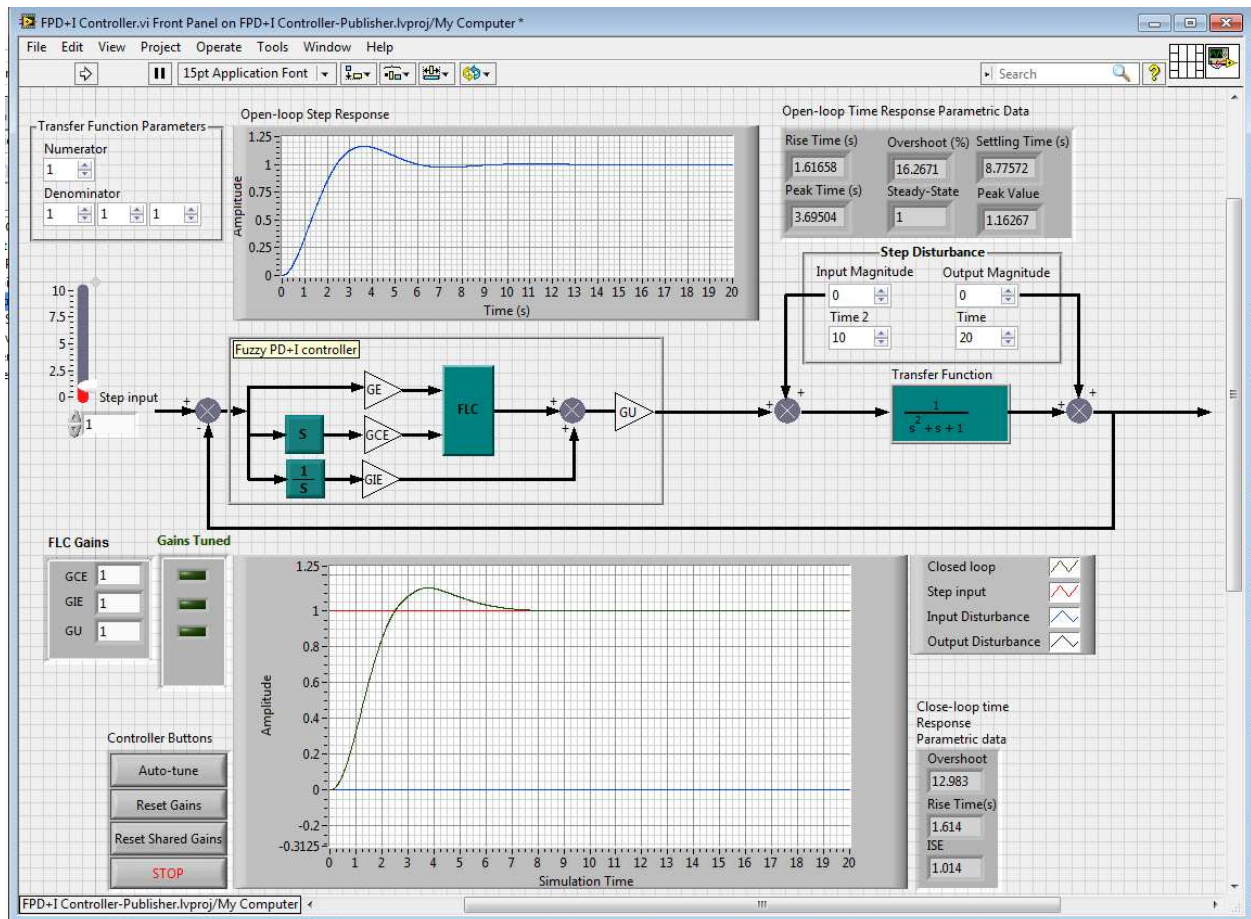 FPD+I Controller.vi Front Panel on FPD+I Controller-Publisher.lvproj/My Computer *
File Edit View Project Operate Tools Window Help
15pt Application Font
Search
Transfer Function Parameters
Numerator
1
Denominator
1 1 1
Open-loop Step Response
Amplitude
1.25
1
0.75
0.5
0.25
0
0 1 2 3 4 5 6 7 8 9 10 11 12 13 14 15 16 17 18 19 20
Time (s)
Open-loop Time Response Parametric Data
Rise Time (s) Overshoot (%) Settling Time (s)
1.61658 16.2671 8.77572
Peak Time (s) Steady-State Peak Value
3.69504 1 1.16267
Step Disturbance
Input Magnitude Output Magnitude
0 0
Time 2 Time
10 20
10
7.5
5
2.5
0
Step input
1
+
-
Fuzzy PD+I controller
GE
S
GCE
1
S
GIE
FLC
+
+
GU
+
+
Transfer Function
1
s2+s+1
+
+
FLC Gains
GCE 1
GIE 1
GU 1
Gains Tuned
Controller Buttons
Auto-tune
Reset Gains
Reset Shared Gains
STOP
Amplitude
1.25
1
0.8
0.6
0.4
0.2
0
-0.2
-0.3125
0 1 2 3 4 5 6 7 8 9 10 11 12 13 14 15 16 17 18 19 20
Simulation Time
Closed loop
Step input
Input Disturbance
Output Disturbance
Close-loop time
Response
Parametric data
Overshoot
12.983
Rise Time(s)
1.614
ISE
1.014
FPD+I Controller-Publisher.lvproj/My Computer